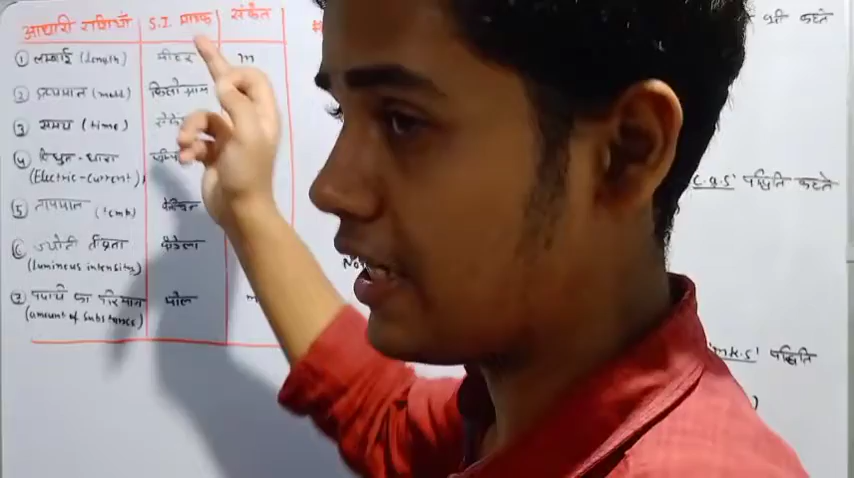 आधारी राशियाँ S.I. मात्रक संकेत
① लम्बाई (length) मीटर m
② द्रव्यमान (mass) किलोग्राम
③ समय (time)
④ विधुत-धारा
(Electric-Current)
⑤ तापमान (temp) केल्विन
⑥ ज्योती तीव्रता कैंडेला
(luminous intensity)
⑦ पदार्थ का परिमाण मोल
(amount of substances)
भी कहते
'C.G.S' पद्धति कहते
'M.K.S' पद्धति